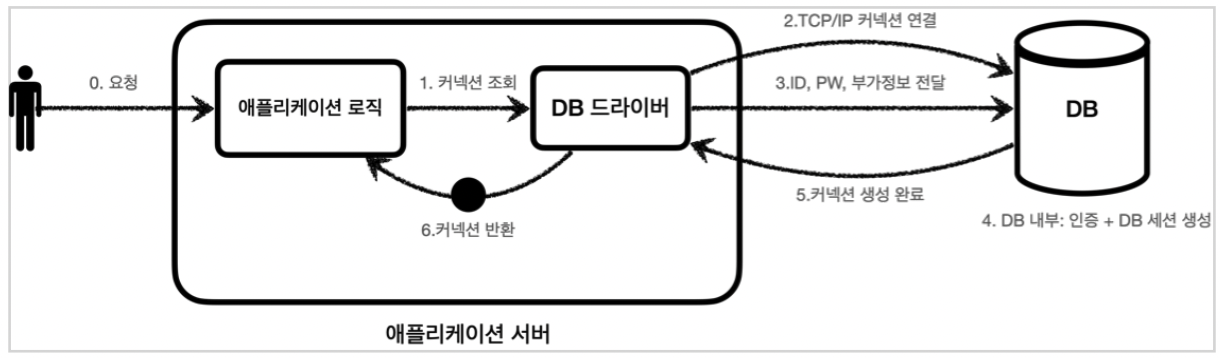 2.TCP/IP 커넥션 연결
0. 요청
애플리케이션 로직
1. 커넥션 조회
DB 드라이버
3.ID, PW, 부가정보 전달
DB
5.커넥션 생성 완료
6.커넥션 반환
4. DB 내부: 인증 + DB 세션 생성
애플리케이션 서버